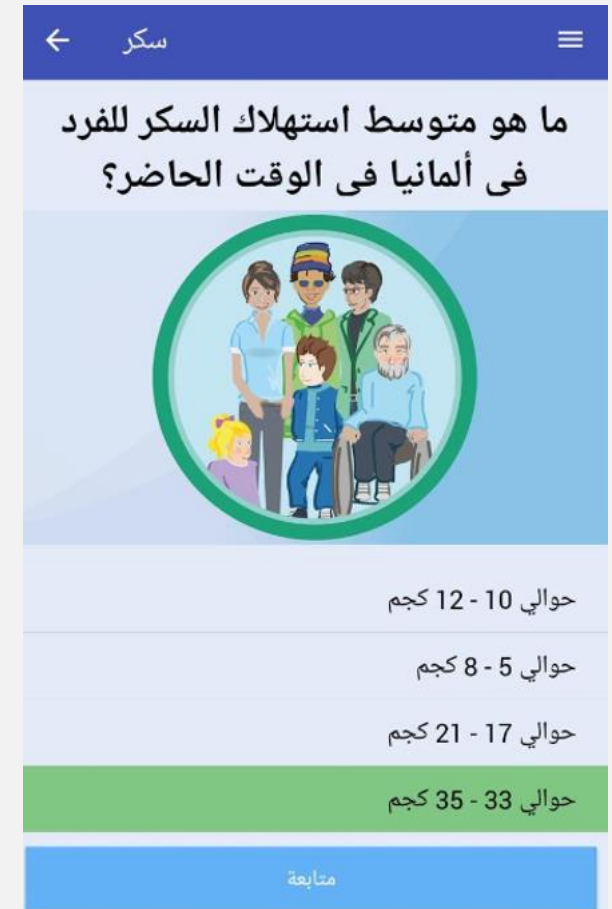 سكر
ما هو متوسط استهلاك السكر للفرد
فى ألمانيا فى الوقت الحاضر؟
حوالي 10 - 12 كجم
حوالي 5 - 8 كجم
حوالي 17 - 21 كجم
حوالي 33 - 35 كجم
متابعة